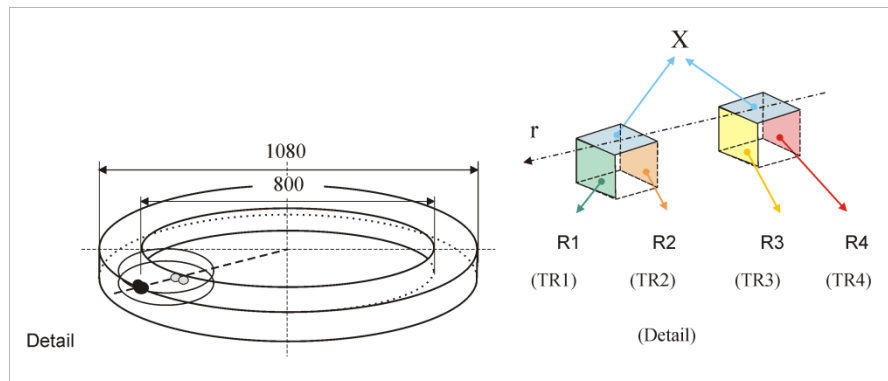 1080
800
Detail
X
r
R1 R2 R3 R4
(TR1) (TR2) (TR3) (TR4)
(Detail)